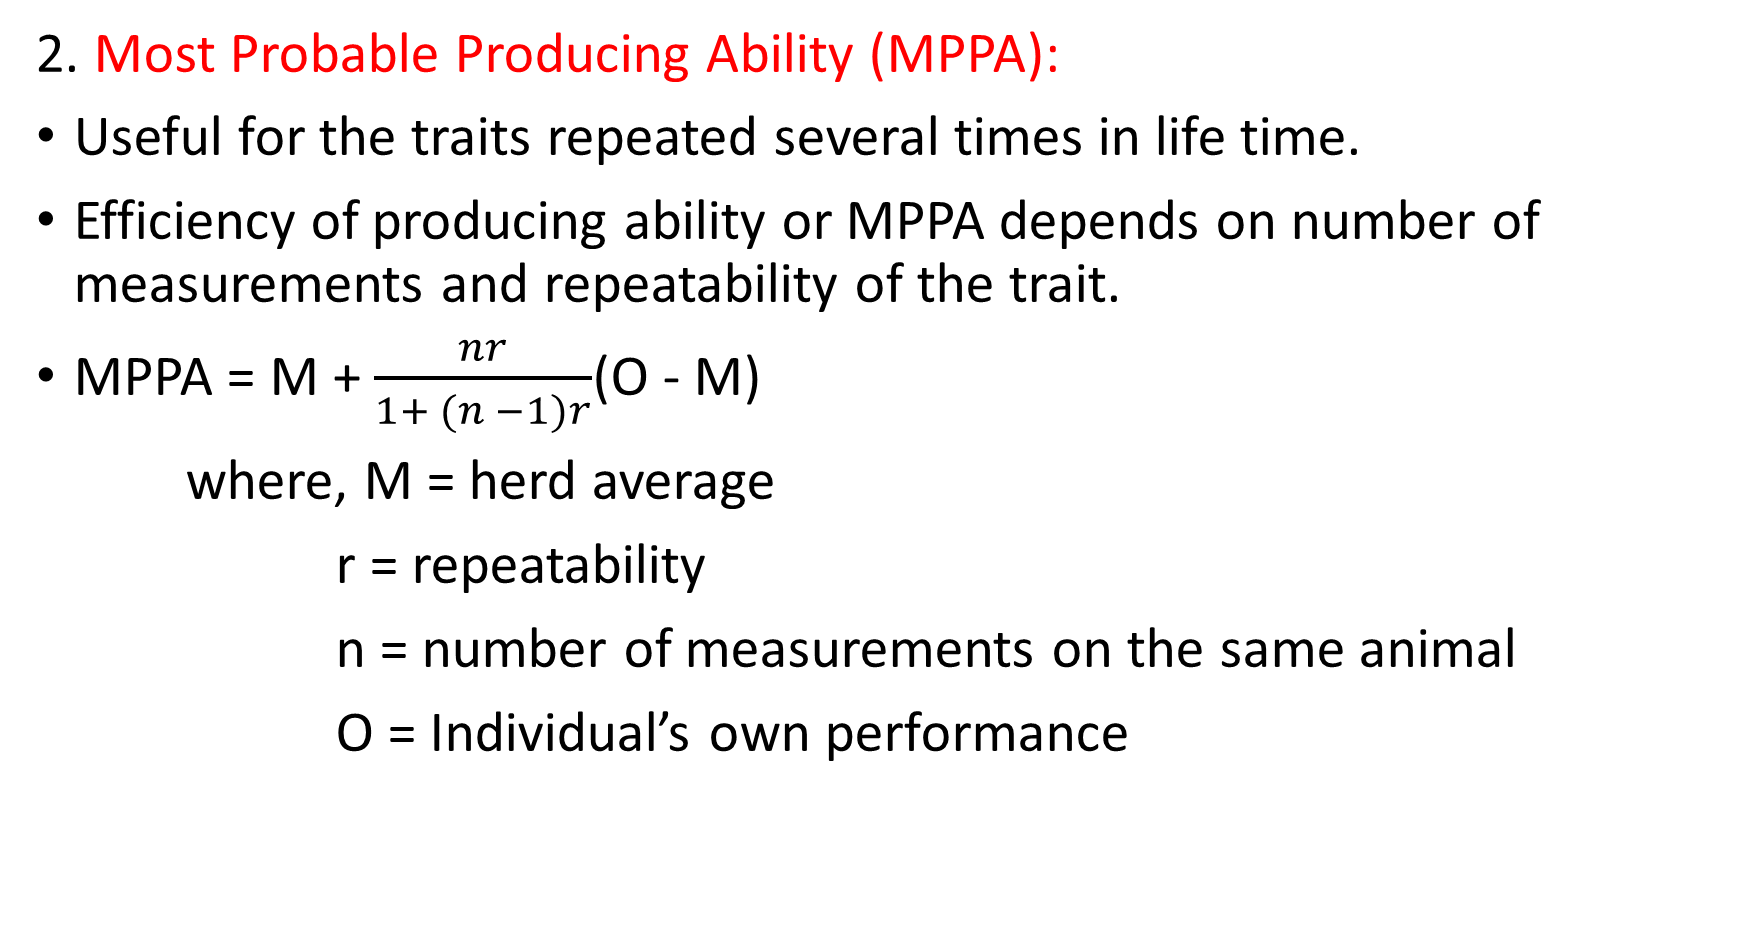 2. Most Probable Producing Ability (MPPA):
• Useful for the traits repeated several times in life time.
• Efficiency of producing ability or MPPA depends on number of
measurements and repeatability of the trait.
• MPPA = M + \frac{nr}{1+ (n −1)r}(O - M)
where, M = herd average
r = repeatability
n = number of measurements on the same animal
O = Individual’s own performance